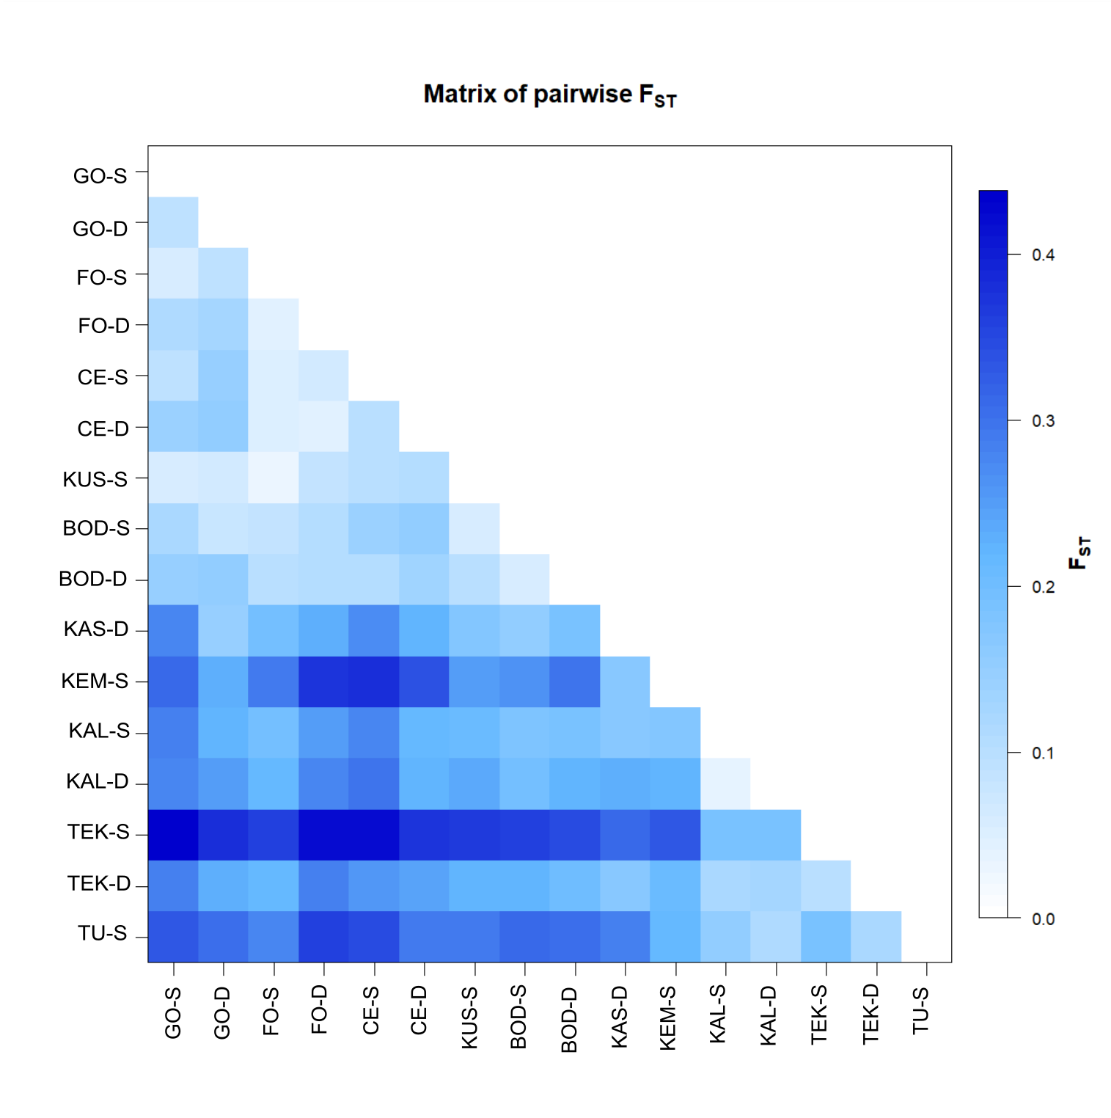 Matrix of pairwise FST
GO-S
GO-D
FO-S
FO-D
CE-S
CE-D
KUS-S
BOD-S
BOD-D
KAS-D
KEM-S
KAL-S
KAL-D
TEK-S
TEK-D
TU-S
GO-S
GO-D
FO-S
FO-D
CE-S
CE-D
KUS-S
BOD-S
BOD-D
KAS-D
KEM-S
KAL-S
KAL-D
TEK-S
TEK-D
TU-S
0.4
0.3
0.2
0.1
0.0
FST